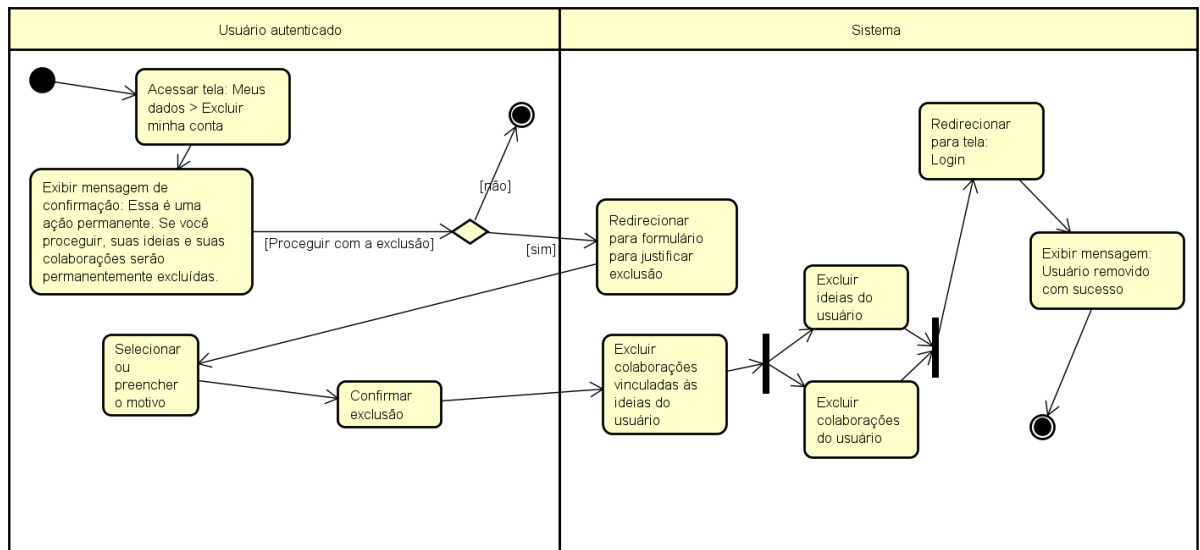 Usuário autenticado
Sistema
Acessar tela: Meus
dados > Excluir
minha conta
Exibir mensagem de
confirmação: Essa é uma
ação permanente. Se você
proceguir, suas ideias e suas
colaborações serão
permanentemente excluídas.
[Proceguir com a exclusão]
[não]
[sim]
Redirecionar
para formulário
para justificar
exclusão
Selecionar
ou
preencher
o motivo
Confirmar
exclusão
Excluir
colaborações
vinculadas às
ideias do
usuário
Excluir
ideias do
usuário
Excluir
colaborações
do usuário
Redirecionar
para tela:
Login
Exibir mensagem:
Usuário removido
com sucesso